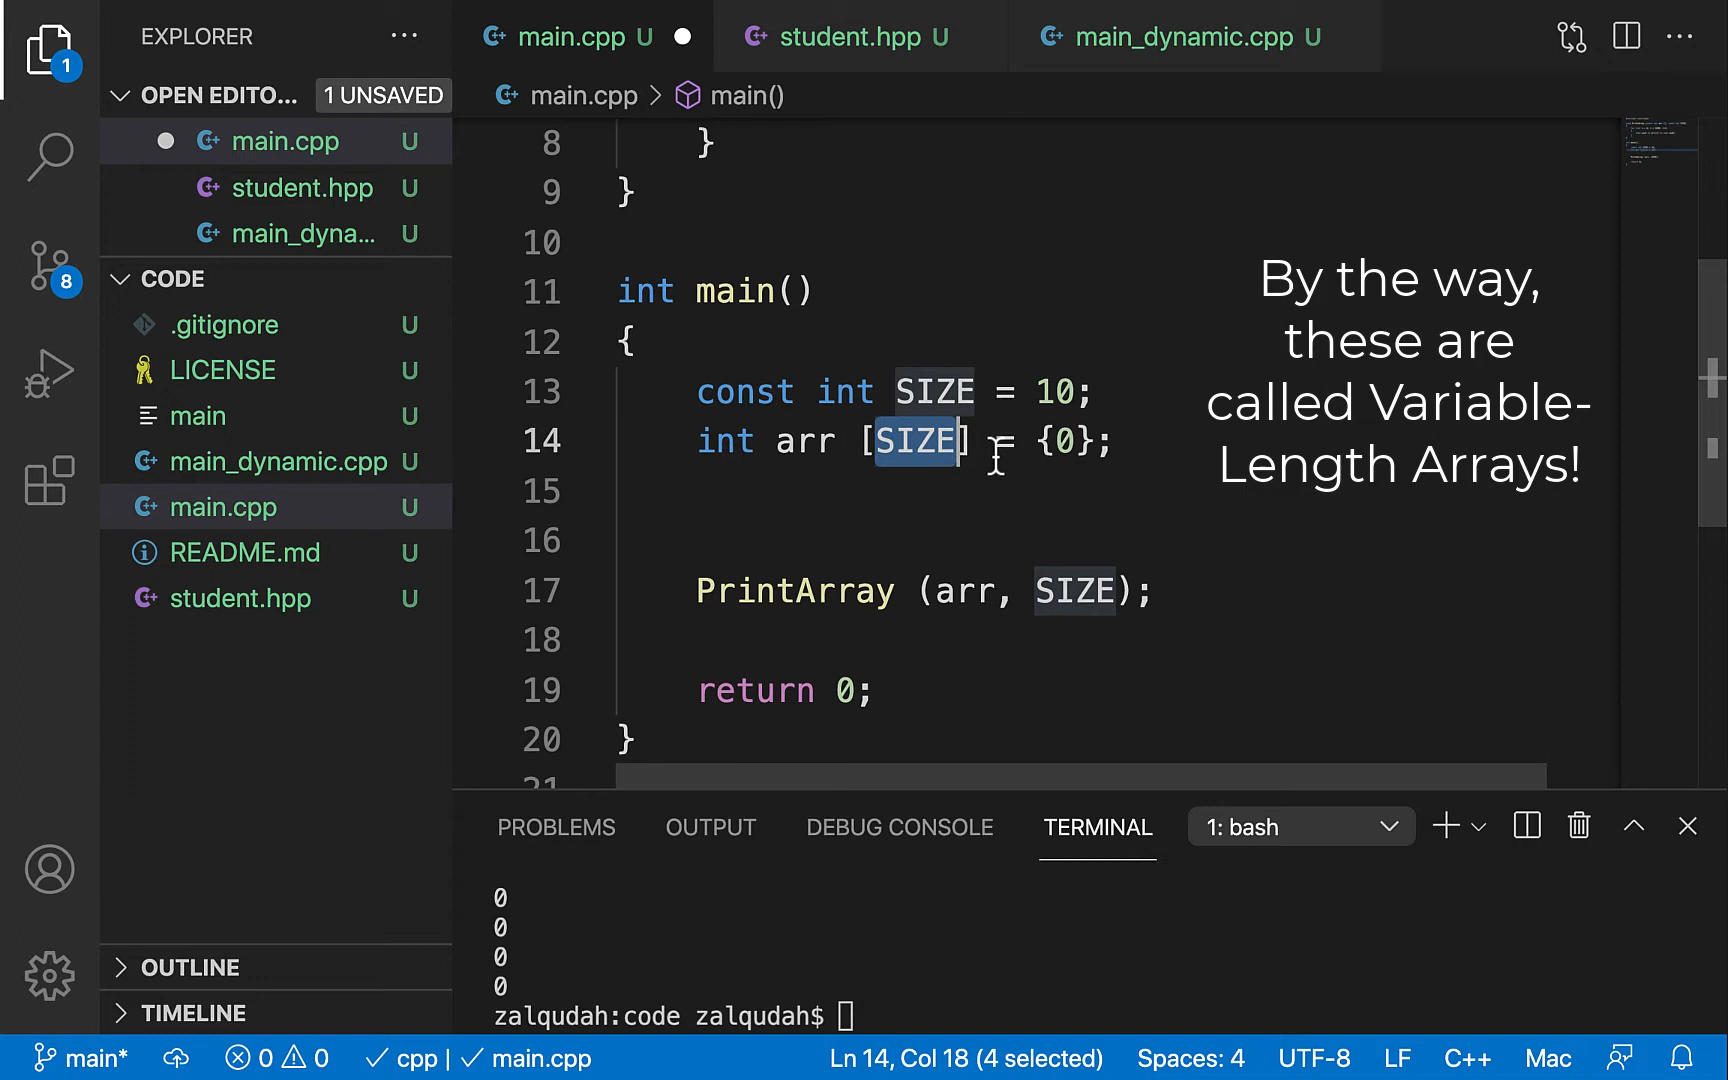 1
EXPLORER ...
main.cpp U
student.hpp U
main_dynamic.cpp U
...
OPEN EDITO... 1 UNSAVED
main.cpp U
student.hpp U
main_dyna... U
main.cpp > main()
8
CODE
.gitignore U
LICENSE U
main U
main_dynamic.cpp U
main.cpp U
README.md U
student.hpp U
OUTLINE
TIMELINE
8 }
9 }
10
11 int main()
12 {
13 const int SIZE = 10;
14 int arr [SIZE] = {0};
15
16
17 PrintArray (arr, SIZE);
18
19 return 0;
20 }
21
By the way,
these are
called Variable-
Length Arrays!
PROBLEMS OUTPUT DEBUG CONSOLE TERMINAL 1: bash
0
0
0
0
zalqudah:code zalqudah$
main* 0 0 cpp | main.cpp Ln 14, Col 18 (4 selected) Spaces: 4 UTF-8 LF C++ Mac